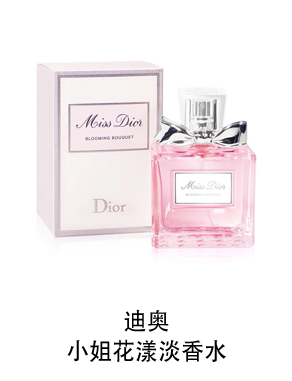 Miss Dior
BLOOMING BOUQUET
Dior
Miss Dior
BLOOMING BOUQUET
迪奥
小姐花漾淡香水